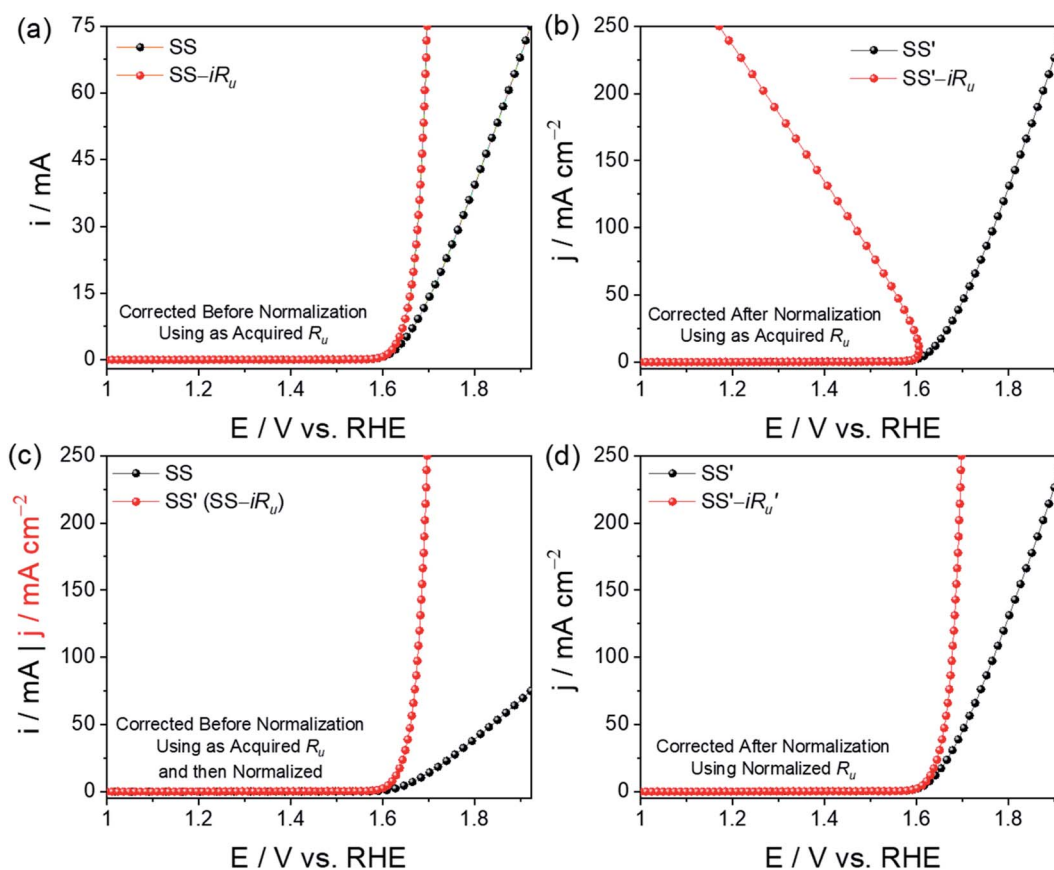 (a)
75
60
45
30
15
0
i / mA
SS
SS−iRu
Corrected Before Normalization
Using as Acquired Ru
1 1.2 1.4 1.6 1.8
E / V vs. RHE
(b)
250
200
150
100
50
0
j / mA cm−2
SS'
SS'−iRu
Corrected After Normalization
Using as Acquired Ru
1 1.2 1.4 1.6 1.8
E / V vs. RHE
(c)
250
200
150
100
50
0
i / mA | j / mA cm−2
SS
SS' (SS−iRu)
Corrected Before Normalization
Using as Acquired Ru
and then Normalized
1 1.2 1.4 1.6 1.8
E / V vs. RHE
(d)
250
200
150
100
50
0
j / mA cm−2
SS'
SS'−iRu'
Corrected After Normalization
Using Normalized Ru
1 1.2 1.4 1.6 1.8
E / V vs. RHE